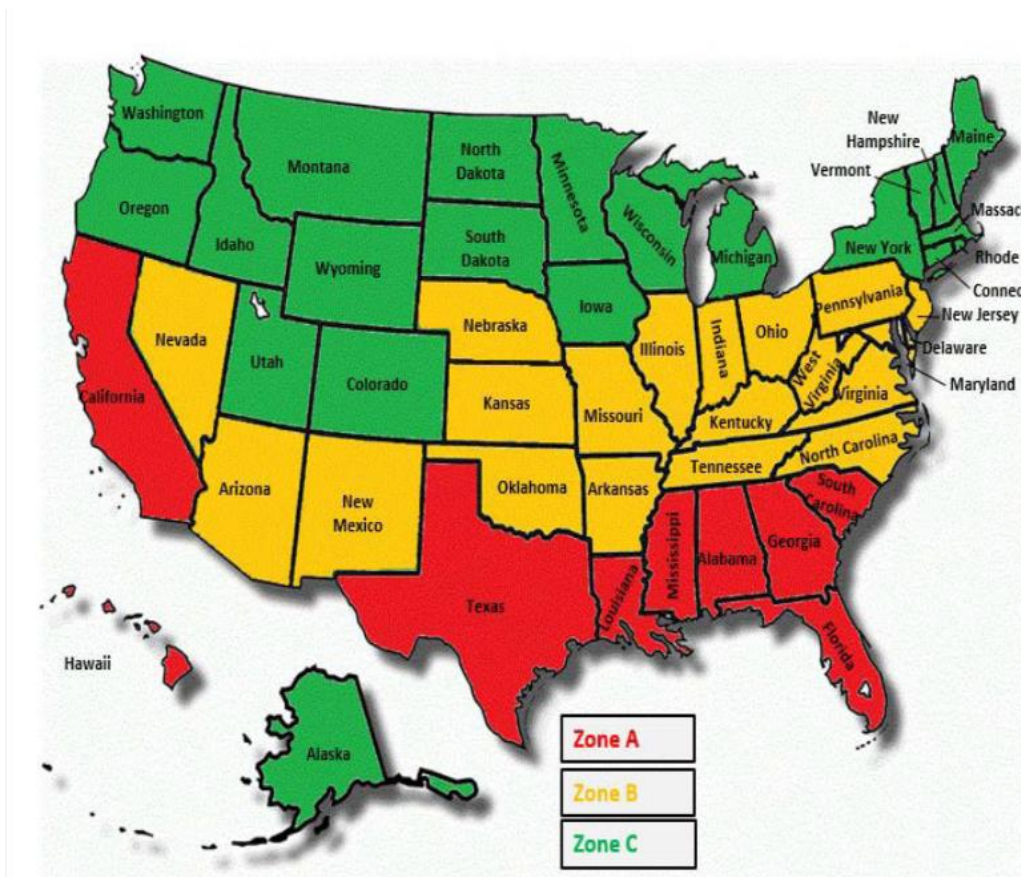 Washington
Montana
North
Dakota
Minnesota
New
Hampshire
Maine
Vermont
Massac
Oregon
Idaho
Wyoming
South
Dakota
Wisconsin
Michigan
New York
Rhode
Connec
Nevada
Utah
Colorado
Nebraska
Iowa
Illinois
Indiana
Ohio
Pennsylvania
New Jersey
Delaware
Maryland
California
Kansas
Missouri
West
Virginia
Virginia
Kentucky
Arizona
New
Mexico
Oklahoma
Arkansas
Tennessee
North Carolina
South
Carolina
Texas
Louisiana
Mississippi
Alabama
Georgia
Florida
Hawaii
Alaska
Zone A
Zone B
Zone C